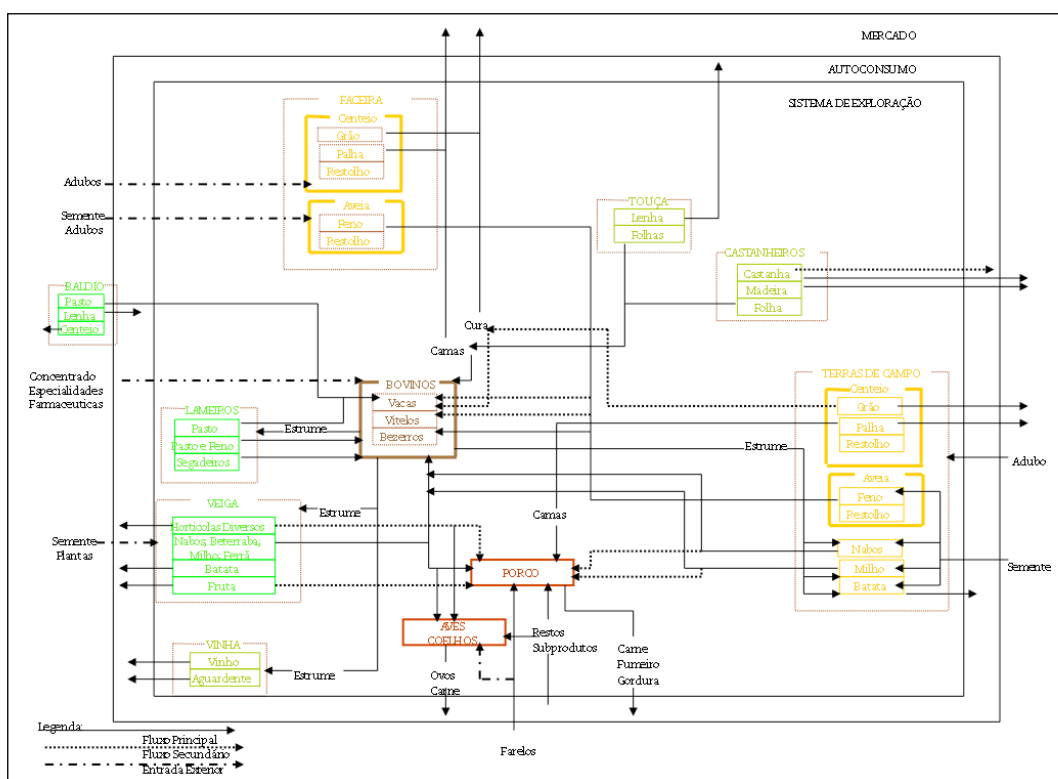 MERCADO
AUTOCONSUMO
SISTEMA DE EXPLORAÇÃO
FACEIRA
Centeio
Grão
Palha
Restolho
Adubos
Semente
Adubos
Aveia
Feno
Restolho
TOUÇA
Lenha
Folhas
CASTANHEIROS
Castanha
Madeira
Folha
BALDIO
Pasto
Lenha
Centeio
Cura
Camas
Concentrado
Especialidades
Farmaceuticas
BOVINOS
Vacas
Vitelos
Bezerros
TERRAS DE CAMPO
Centeio
Grão
Palha
Restolho
LAMEIROS
Pasto
Pasto e Feno
Segadeiros
Estrume
Estrume
Adubo
Aveia
Feno
Restolho
VEIGA
Horticolas Diversos
Nabos; Beterraba;
Milho; Ferrã
Batata
Fruta
Estrume
Camas
Semente
Plantas
Nabos
Milho
Batata
Semente
PORCO
AVES
COELHOS
Restos
Subprodutos
Carne
Fumeiro
Gordura
VINHA
Vinho
Aguardente
Estrume
Ovos
Carne
Legenda:
Fluxo Principal
Fluxo Secundário
Entrada Exterior
Farelos